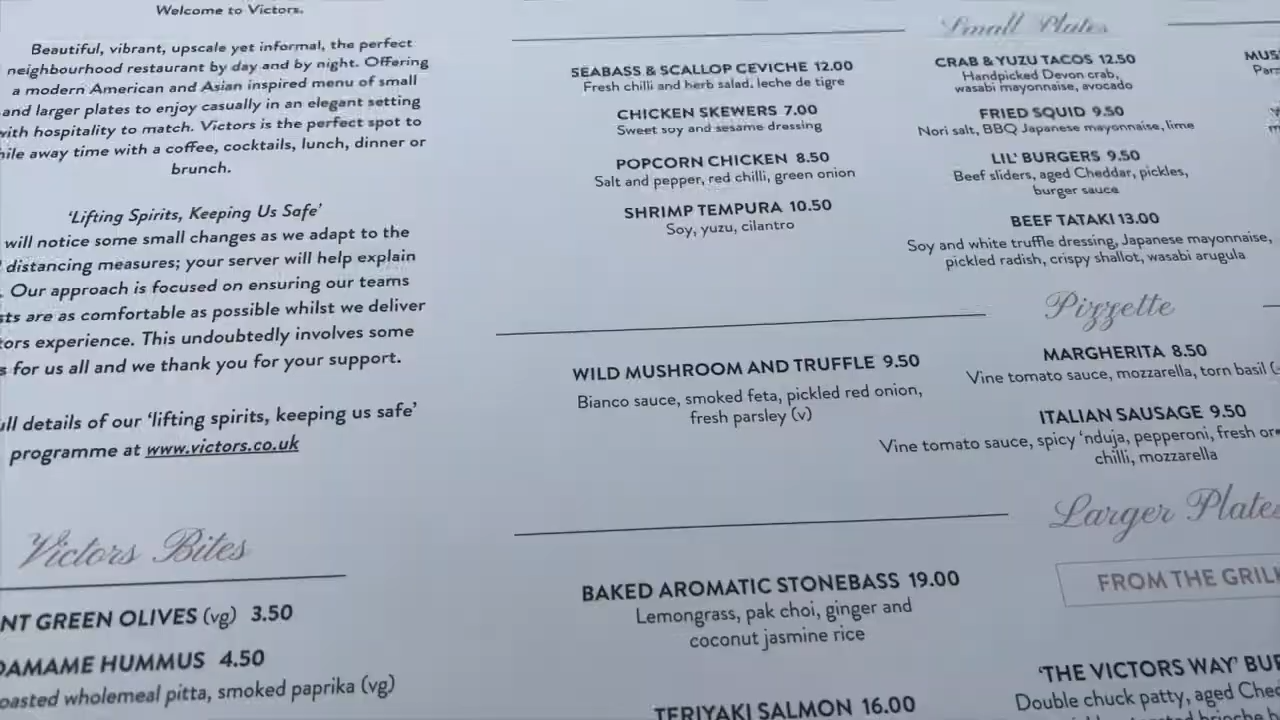 Welcome to Victors.
Beautiful, vibrant, upscale yet informal, the perfect
neighbourhood restaurant by day and by night. Offering
a modern American and Asian inspired menu of small
and larger plates to enjoy casually in an elegant setting
with hospitality to match. Victors is the perfect spot to
time away time with a coffee, cocktails, lunch, dinner or
brunch.
'Lifting Spirits, Keeping Us Safe'
will notice some small changes as we adapt to the
distancing measures; your server will help explain
. Our approach is focused on ensuring our teams
are as comfortable as possible whilst we deliver
experience. This undoubtedly involves some
for us all and we thank you for your support.
details of our 'lifting spirits, keeping us safe'
programme at www.victors.co.uk
Victors Bites
GREEN OLIVES (vg) 3.50
HUMMUS 4.50
wholemeal pitta, smoked paprika (vg)
Small Plates
SEABASS & SCALLOP CEVICHE 12.00
Fresh chilli and herb salad, leche de tigre
CHICKEN SKEWERS 7.00
Sweet soy and sesame dressing
POPCORN CHICKEN 8.50
Salt and pepper, red chilli, green onion
SHRIMP TEMPURA 10.50
Soy, yuzu, cilantro
CRAB & YUZU TACOS 12.50
Handpicked Devon crab,
wasabi mayonnaise, avocado
FRIED SQUID 9.50
Nori salt, BBQ Japanese mayonnaise, lime
LIL' BURGERS 9.50
Beef sliders, aged Cheddar, pickles,
burger sauce
BEEF TATAKI 13.00
Soy and white truffle dressing, Japanese mayonnaise,
pickled radish, crispy shallot, wasabi arugula
Pizzette
WILD MUSHROOM AND TRUFFLE 9.50
Bianco sauce, smoked feta, pickled red onion,
fresh parsley (v)
MARGHERITA 8.50
Vine tomato sauce, mozzarella, torn basil
ITALIAN SAUSAGE 9.50
Vine tomato sauce, spicy 'nduja, pepperoni, fresh
chilli, mozzarella
Larger Plates
BAKED AROMATIC STONEBASS 19.00
Lemongrass, pak choi, ginger and
coconut jasmine rice
TERIYAKI SALMON 16.00
FROM THE GRILL
'THE VICTORS WAY'
Double chuck patty, aged